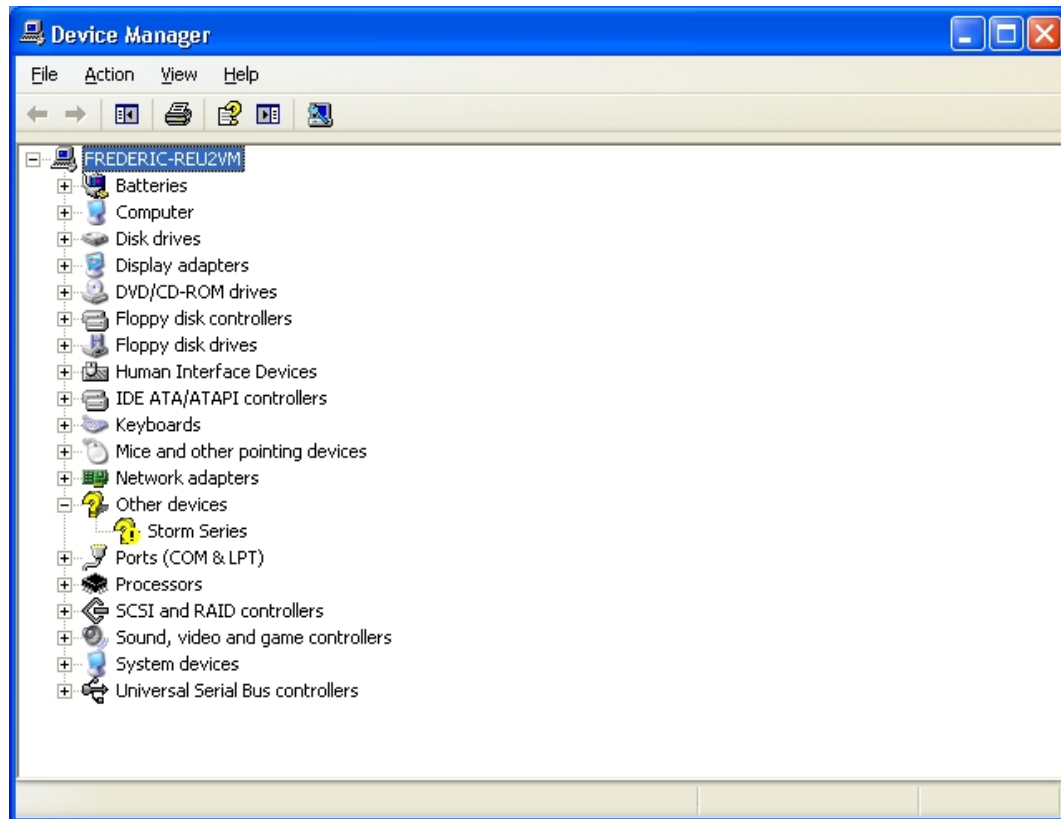 Device Manager
File Action View Help
FREDERIC-REU2VM
Batteries
Computer
Disk drives
Display adapters
DVD/CD-ROM drives
Floppy disk controllers
Floppy disk drives
Human Interface Devices
IDE ATA/ATAPI controllers
Keyboards
Mice and other pointing devices
Network adapters
Other devices
Storm Series
Ports (COM & LPT)
Processors
SCSI and RAID controllers
Sound, video and game controllers
System devices
Universal Serial Bus controllers